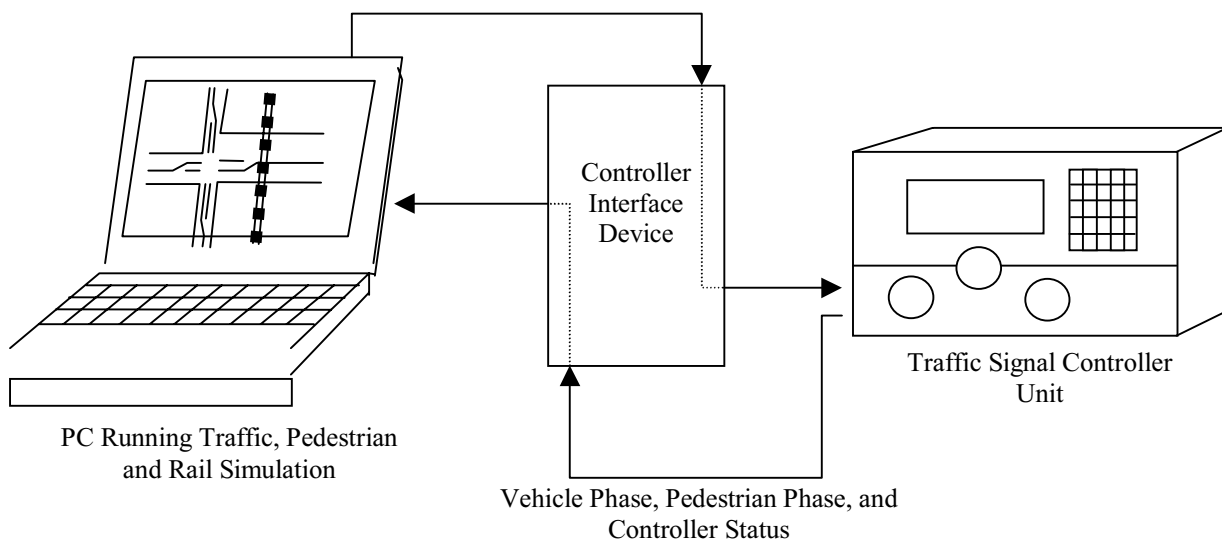 Controller
Interface
Device
Traffic Signal Controller
Unit
PC Running Traffic, Pedestrian
and Rail Simulation
Vehicle Phase, Pedestrian Phase, and
Controller Status